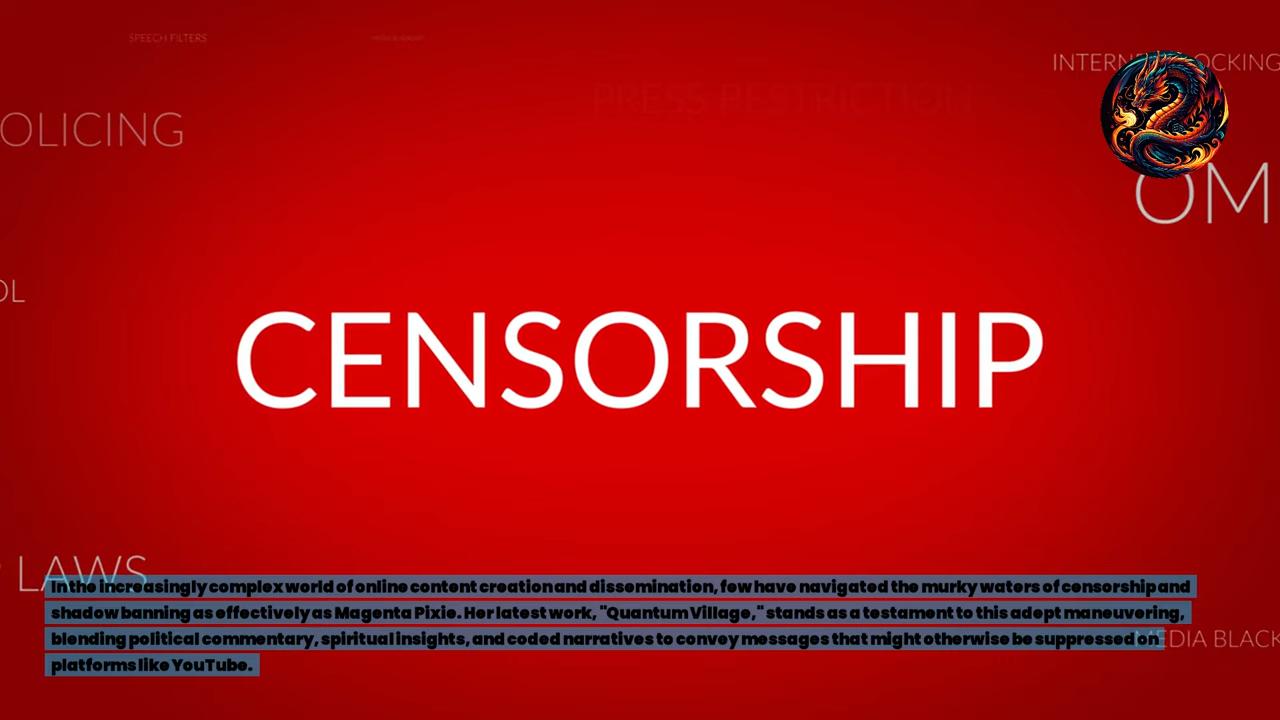 SPEECH FILTERS
INTERN OCKING
PRESS RESTRICTION
OLICING
OM
OL
CENSORSHIP
LAWS
In the increasingly complex world of online content creation and dissemination, few have navigated the murky waters of censorship and
shadow banning as effectively as Magenta Pixie. Her latest work, "Quantum Village," stands as a testament to this adept maneuvering,
blending political commentary, spiritual insights, and coded narratives to convey messages that might otherwise be suppressed on
platforms like YouTube.
MEDIA BLACK